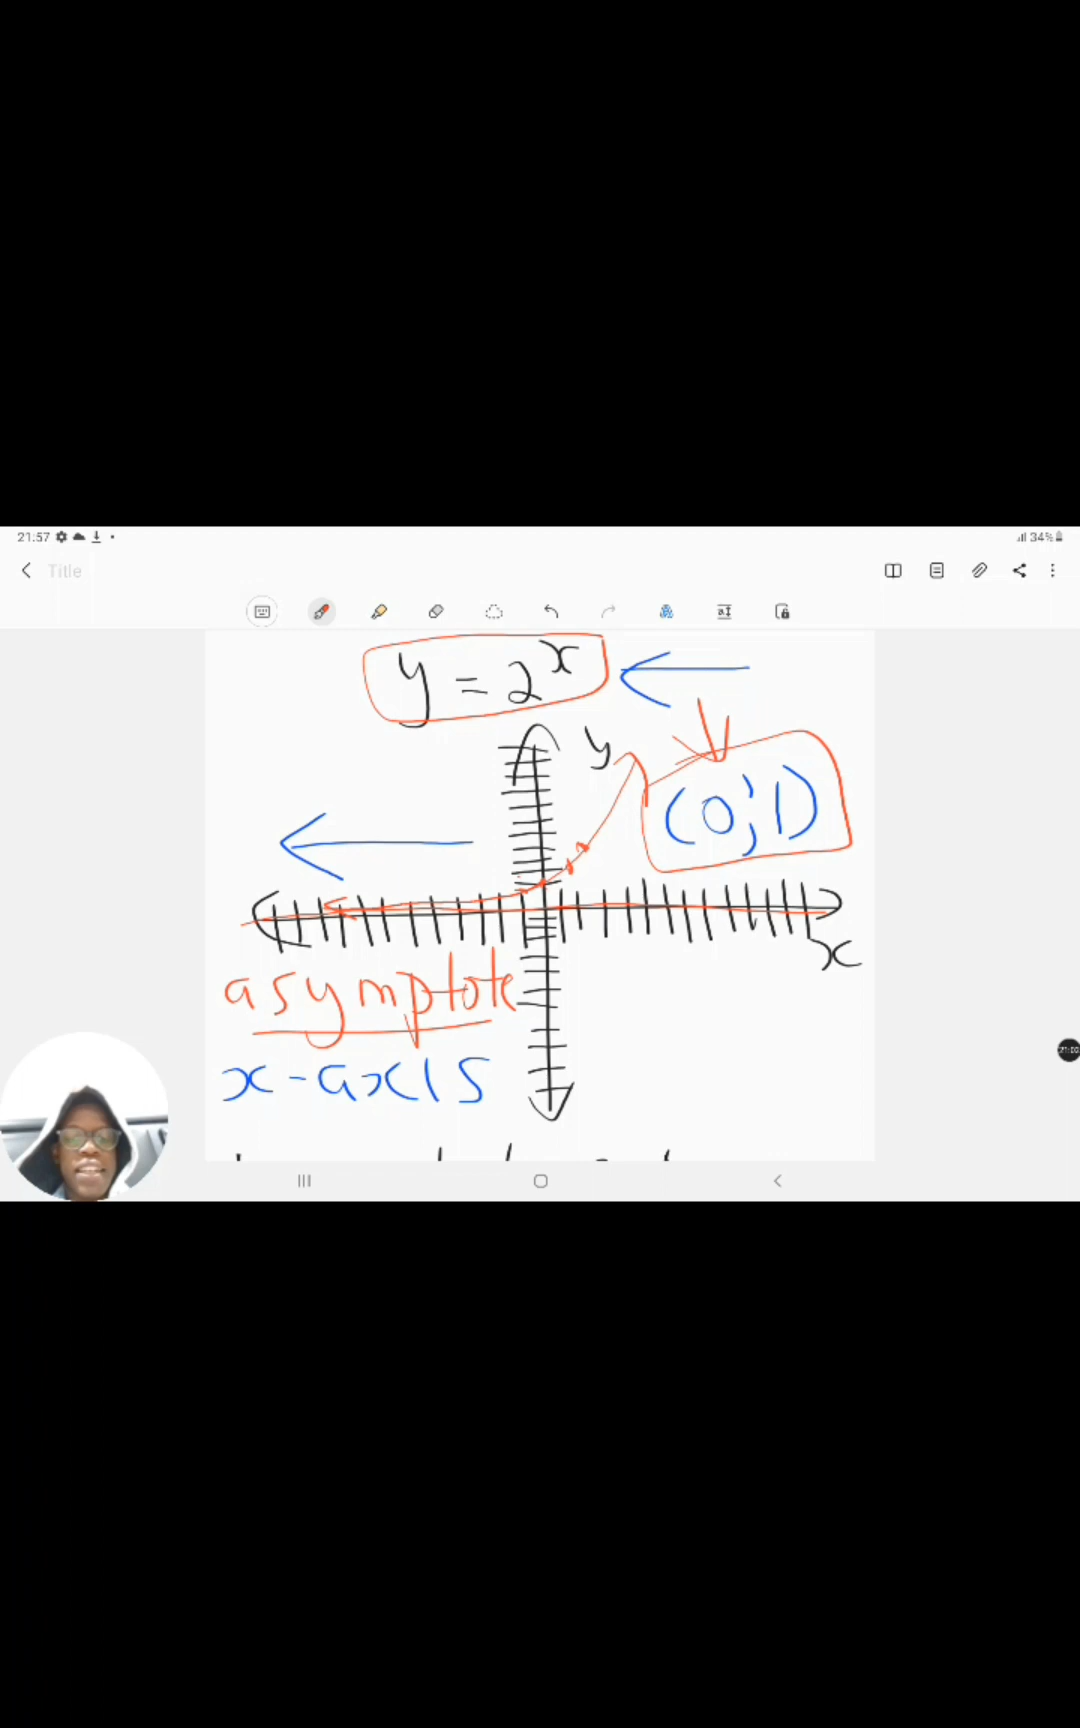 21:57
34%
Title
y = 2^x
y
(0;1)
x
asymptote
x-axis